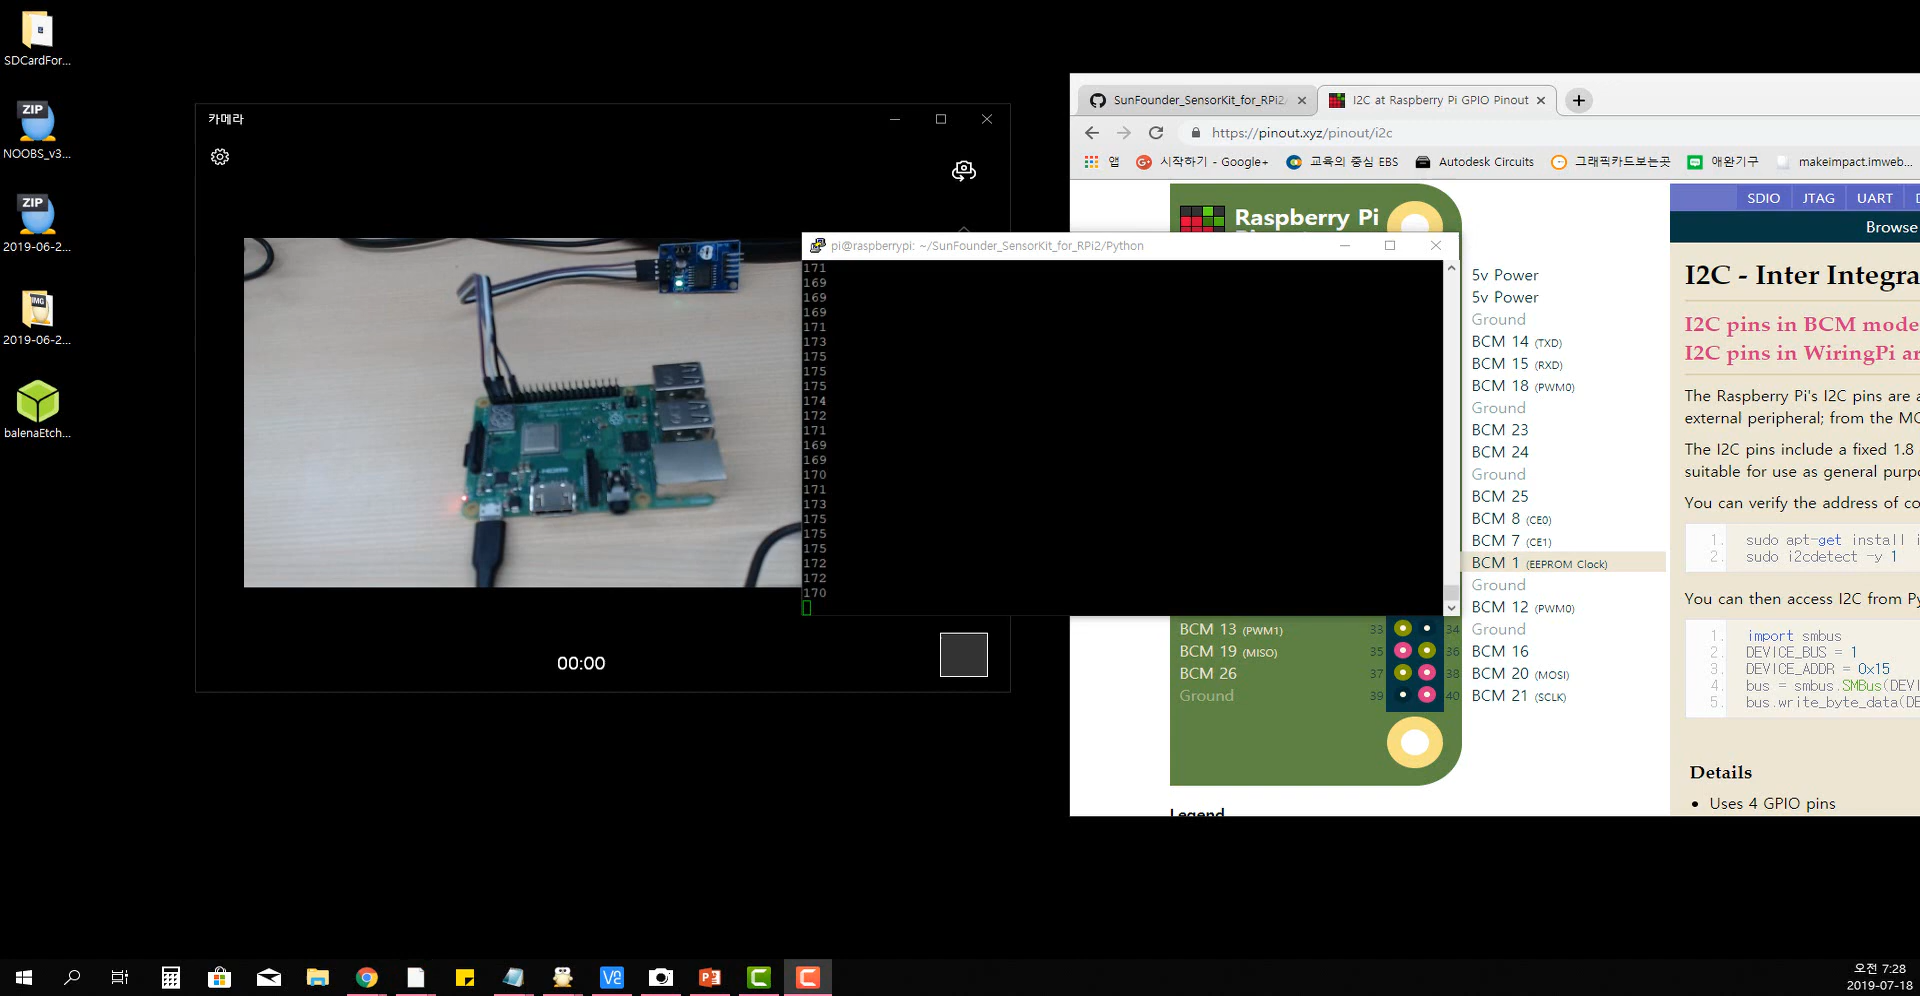 SDCardFor...
ZIP
NOOBS_v3...
ZIP
2019-06-2...
IMG
2019-06-2...
balenaEtch...
카메라
00:00
SunFounder_SensorKit_for_RPi2
I2C at Raspberry Pi GPIO Pinout
https://pinout.xyz/pinout/i2c
앱
시작하기 - Google+
교육의 중심 EBS
Autodesk Circuits
그래픽카드보는곳
애완기구
makeimpact.imweb...
Raspberry Pi
pi@raspberrypi: ~/SunFounder_SensorKit_for_RPi2/Python
171
169
169
169
171
173
175
175
175
174
172
171
169
169
170
171
173
175
175
175
172
172
170
5v Power
5v Power
Ground
BCM 14 (TXD)
BCM 15 (RXD)
BCM 18 (PWM0)
Ground
BCM 23
BCM 24
Ground
BCM 25
BCM 8 (CE0)
BCM 7 (CE1)
BCM 1 (EEPROM Clock)
Ground
BCM 12 (PWM0)
BCM 13 (PWM1) 33 34 Ground
BCM 19 (MISO) 35 36 BCM 16
BCM 26 37 38 BCM 20 (MOSI)
Ground 39 40 BCM 21 (SCLK)
Legend
SDIO JTAG UART
Browse
I2C - Inter Integra
I2C pins in BCM mode
I2C pins in WiringPi ar
The Raspberry Pi's I2C pins are a
external peripheral; from the MC
The I2C pins include a fixed 1.8
suitable for use as general purpo
You can verify the address of co
1. sudo apt-get install i
2. sudo i2cdetect -y 1
You can then access I2C from Py
1. import smbus
2. DEVICE_BUS = 1
3. DEVICE_ADDR = 0x15
4. bus = smbus.SMBus(DEVI
5. bus.write_byte_data(DE
Details
• Uses 4 GPIO pins
오전 7:28
2019-07-18